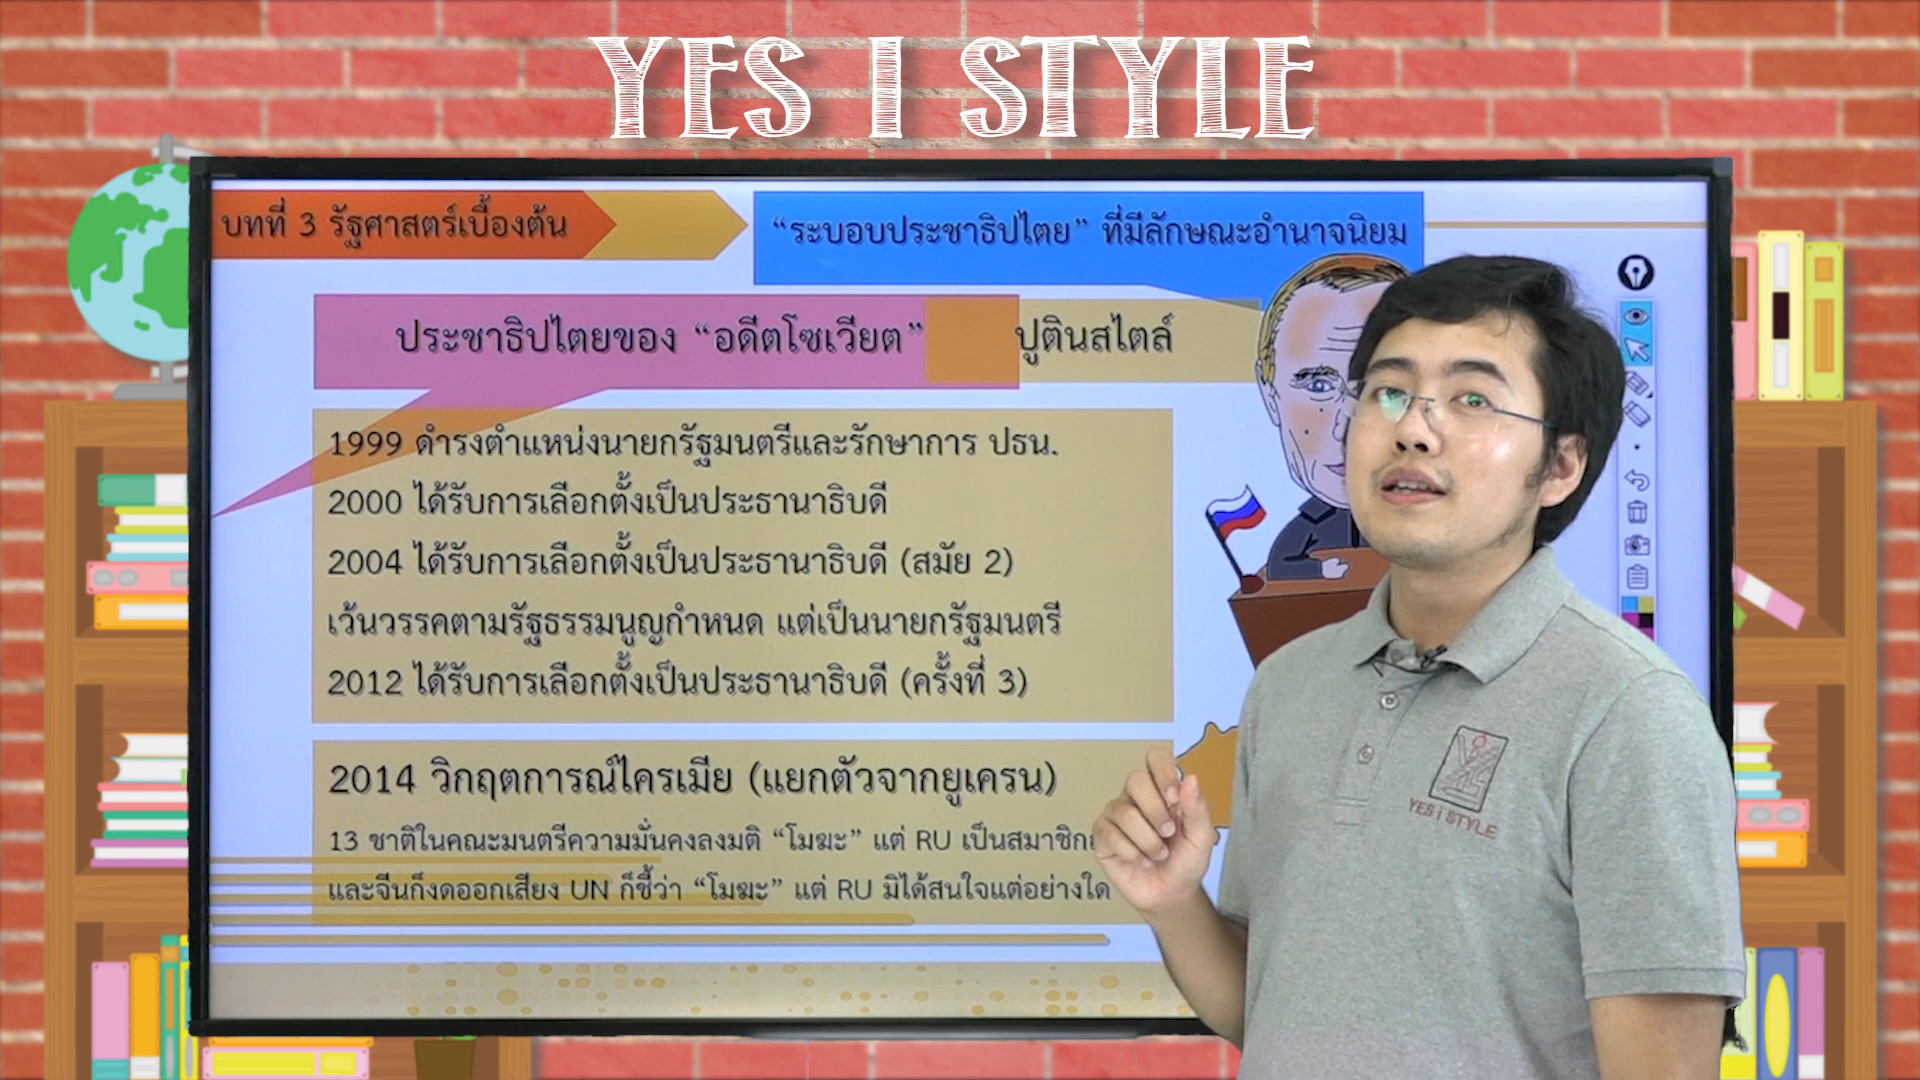 YES I STYLE
บทที่ 3 รัฐศาสตร์เบื้องต้น
“ระบอบประชาธิปไตย” ที่มีลักษณะอำนาจนิยม
ประชาธิปไตยของ “อดีตโซเวียต”
ปูตินสไตล์
1999 ดำรงตำแหน่งนายกรัฐมนตรีและรักษาการ ปธน.
2000 ได้รับการเลือกตั้งเป็นประธานาธิบดี
2004 ได้รับการเลือกตั้งเป็นประธานาธิบดี (สมัย 2)
เว้นวรรคตามรัฐธรรมนูญกำหนด แต่เป็นนายกรัฐมนตรี
2012 ได้รับการเลือกตั้งเป็นประธานาธิบดี (ครั้งที่ 3)
2014 วิกฤตการณ์ไครเมีย (แยกตัวจากยูเครน)
13 ชาติในคณะมนตรีความมั่นคงลงมติ “โมฆะ” แต่ RU เป็นสมาชิก
และจีนก็งดออกเสียง UN ก็ชี้ว่า “โมฆะ” แต่ RU มิได้สนใจแต่อย่างใด
YES i STYLE